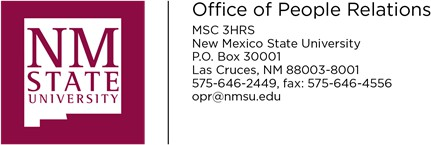 NM
STATE
UNIVERSITY
Office of People Relations
MSC 3HRS
New Mexico State University
P.O. Box 30001
Las Cruces, NM 88003-8001
575-646-2449, fax: 575-646-4556
opr@nmsu.edu